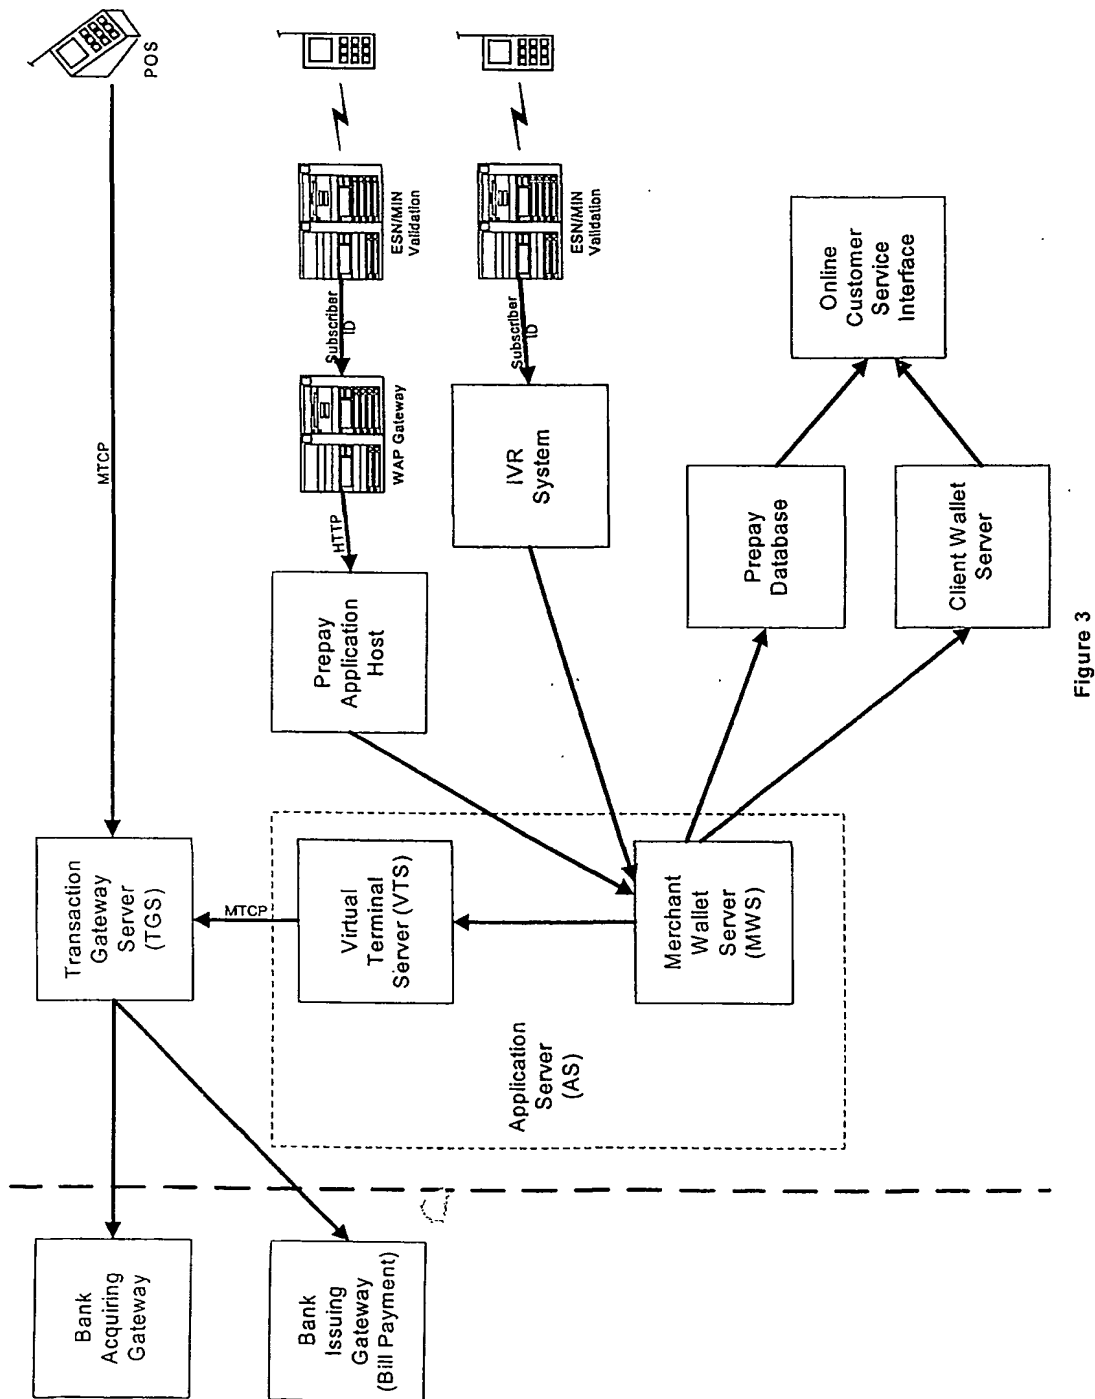 Bank
Acquiring
Gateway
Bank
Issuing
Gateway
(Bill Payment)
Transaction
Gateway
Server
(TGS)
MTCP
POS
MTCP
Application
Server
(AS)
Virtual
Terminal
Server (VTS)
Merchant
Wallet
Server
(MWS)
Prepay
Application
Host
HTTP
WAP Gateway
Subscriber
ID
ESN/MIN
Validation
IVR
System
Subscriber
ID
ESN/MIN
Validation
Prepay
Database
Client Wallet
Server
Online
Customer
Service
Interface
Figure 3